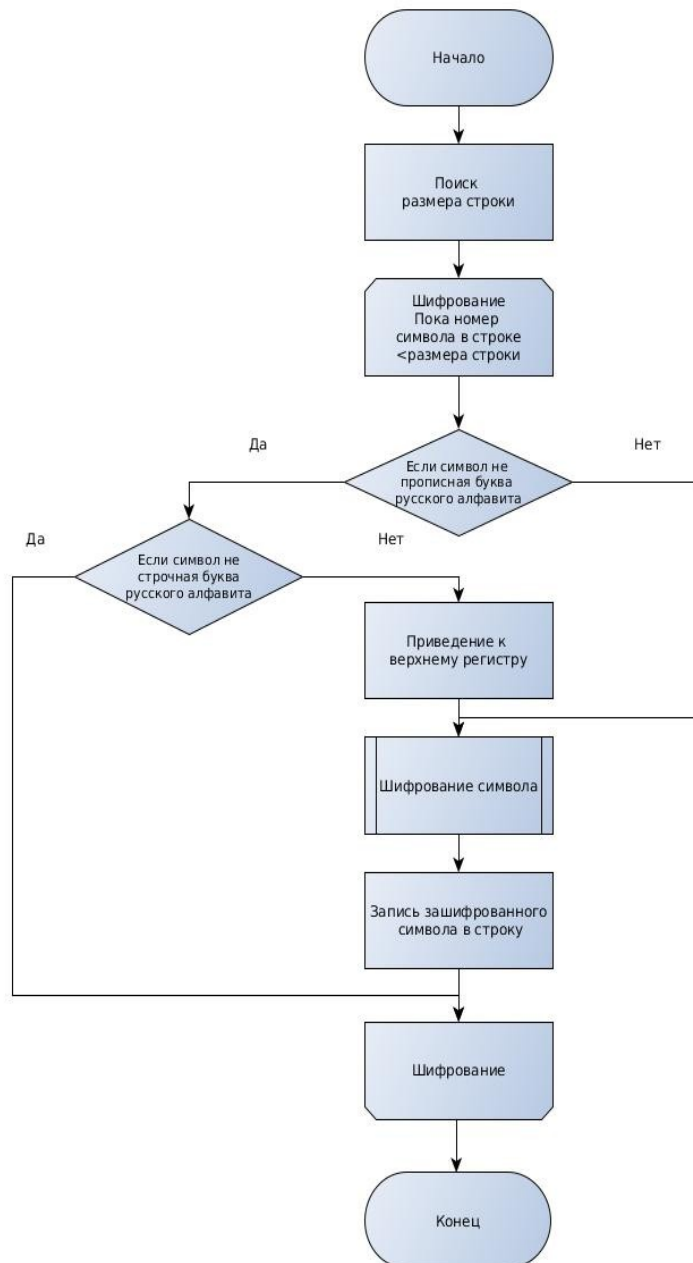 Начало
Поиск
размера строки
Шифрование
Пока номер
символа в строке
<размера строки
Да
Нет
Если символ не
прописная буква
русского алфавита
Да
Нет
Если символ не
строчная буква
русского алфавита
Приведение к
верхнему регистру
Шифрование символа
Запись зашифрованного
символа в строку
Шифрование
Конец